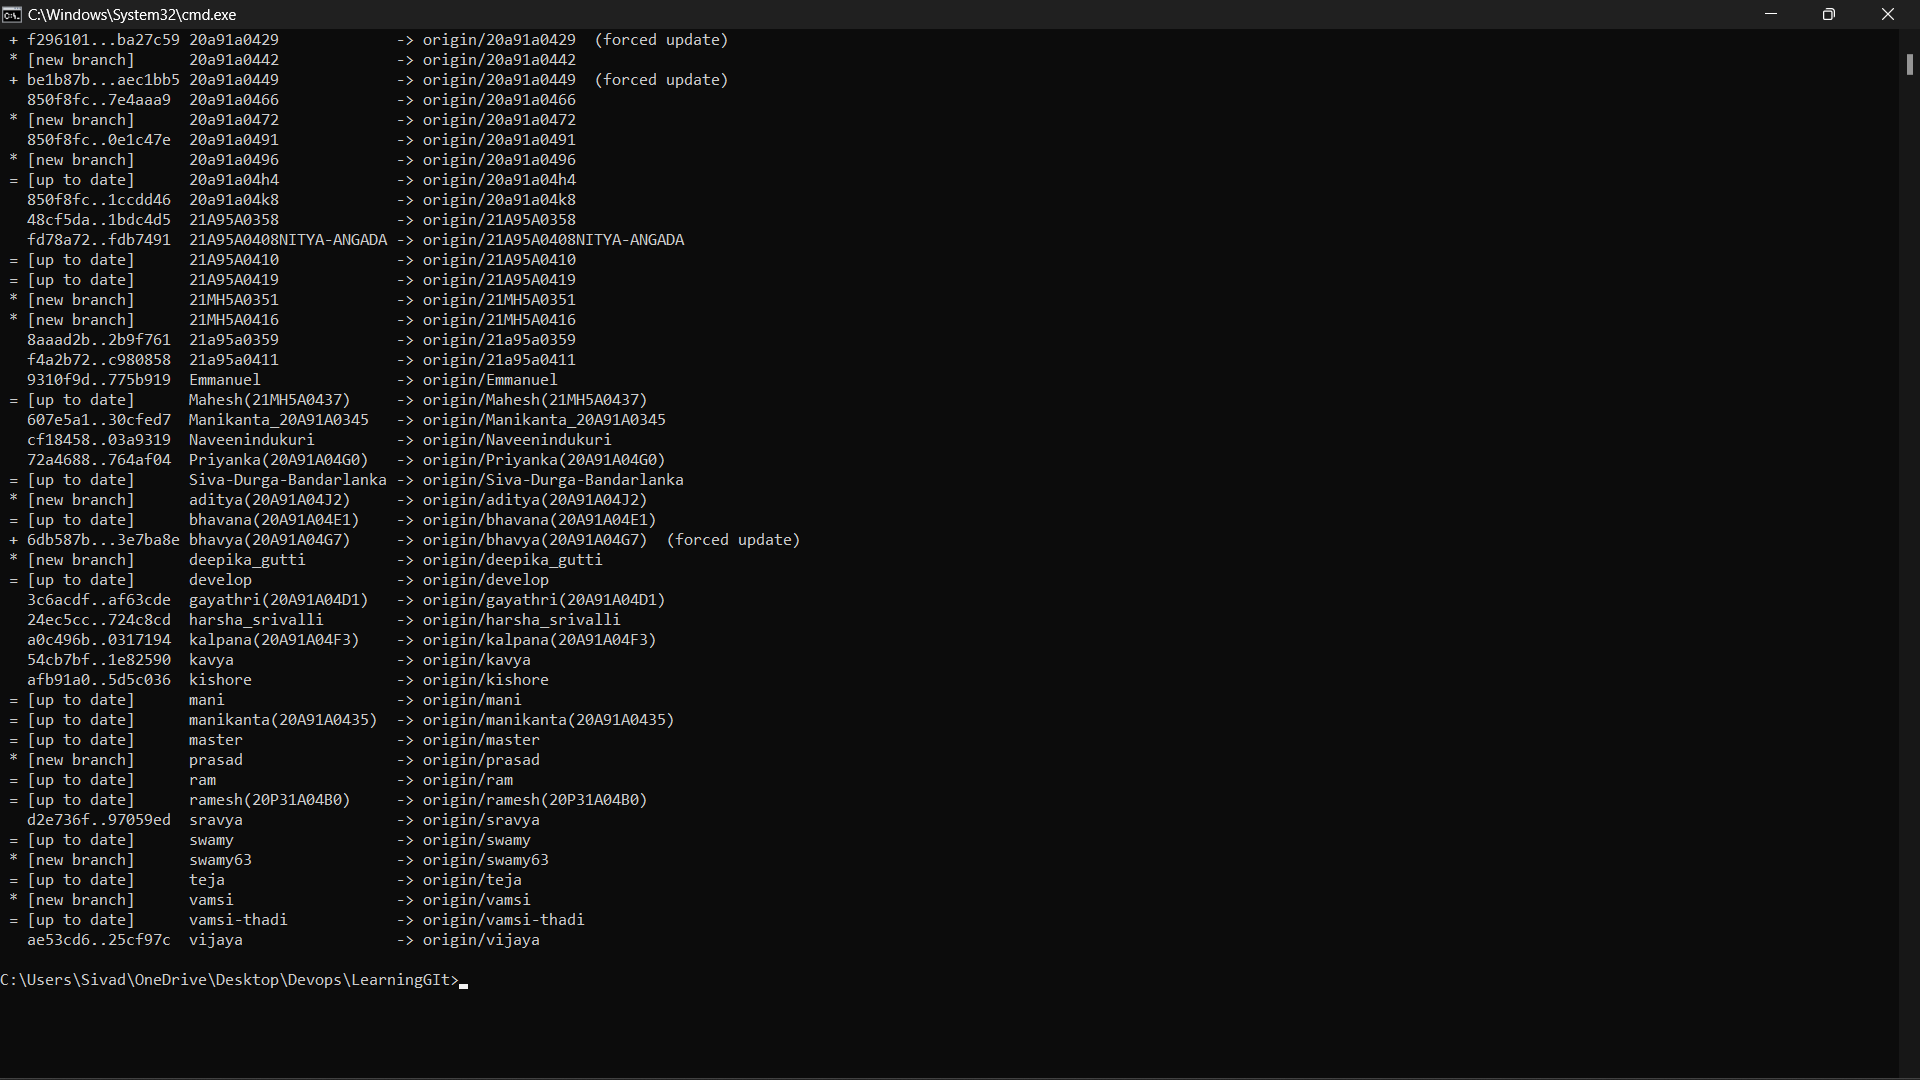 C:\Windows\System32\cmd.exe
+ f296101...ba27c59 20a91a0429             -> origin/20a91a0429  (forced update)
* [new branch]      20a91a0442             -> origin/20a91a0442
+ be1b87b...aec1bb5 20a91a0449             -> origin/20a91a0449  (forced update)
  850f8fc..7e4aaa9  20a91a0466             -> origin/20a91a0466
* [new branch]      20a91a0472             -> origin/20a91a0472
  850f8fc..0e1c47e  20a91a0491             -> origin/20a91a0491
* [new branch]      20a91a0496             -> origin/20a91a0496
= [up to date]      20a91a04h4             -> origin/20a91a04h4
  850f8fc..1ccdd46  20a91a04k8             -> origin/20a91a04k8
  48cf5da..1bdc4d5  21A95A0358             -> origin/21A95A0358
  fd78a72..fdb7491  21A95A0408NITYA-ANGADA -> origin/21A95A0408NITYA-ANGADA
= [up to date]      21A95A0410             -> origin/21A95A0410
= [up to date]      21A95A0419             -> origin/21A95A0419
* [new branch]      21MH5A0351             -> origin/21MH5A0351
* [new branch]      21MH5A0416             -> origin/21MH5A0416
  8aaad2b..2b9f761  21a95a0359             -> origin/21a95a0359
  f4a2b72..c980858  21a95a0411             -> origin/21a95a0411
  9310f9d..775b919  Emmanuel               -> origin/Emmanuel
= [up to date]      Mahesh(21MH5A0437)     -> origin/Mahesh(21MH5A0437)
  607e5a1..30cfed7  Manikanta_20A91A0345   -> origin/Manikanta_20A91A0345
  cf18458..03a9319  Naveenindukuri         -> origin/Naveenindukuri
  72a4688..764af04  Priyanka(20A91A04G0)   -> origin/Priyanka(20A91A04G0)
= [up to date]      Siva-Durga-Bandarlanka -> origin/Siva-Durga-Bandarlanka
* [new branch]      aditya(20A91A04J2)     -> origin/aditya(20A91A04J2)
= [up to date]      bhavana(20A91A04E1)    -> origin/bhavana(20A91A04E1)
+ 6db587b...3e7ba8e bhavya(20A91A04G7)     -> origin/bhavya(20A91A04G7)  (forced update)
* [new branch]      deepika_gutti          -> origin/deepika_gutti
= [up to date]      develop                -> origin/develop
  3c6acdf..af63cde  gayathri(20A91A04D1)   -> origin/gayathri(20A91A04D1)
  24ec5cc..724c8cd  harsha_srivalli        -> origin/harsha_srivalli
  a0c496b..0317194  kalpana(20A91A04F3)    -> origin/kalpana(20A91A04F3)
  54cb7bf..1e82590  kavya                  -> origin/kavya
  afb91a0..5d5c036  kishore                -> origin/kishore
= [up to date]      mani                   -> origin/mani
= [up to date]      manikanta(20A91A0435)  -> origin/manikanta(20A91A0435)
= [up to date]      master                 -> origin/master
* [new branch]      prasad                 -> origin/prasad
= [up to date]      ram                    -> origin/ram
= [up to date]      ramesh(20P31A04B0)     -> origin/ramesh(20P31A04B0)
  d2e736f..97059ed  sravya                 -> origin/sravya
= [up to date]      swamy                  -> origin/swamy
* [new branch]      swamy63                -> origin/swamy63
= [up to date]      teja                   -> origin/teja
* [new branch]      vamsi                  -> origin/vamsi
= [up to date]      vamsi-thadi            -> origin/vamsi-thadi
  ae53cd6..25cf97c  vijaya                 -> origin/vijaya
C:\Users\Sivad\OneDrive\Desktop\Devops\LearningGIt>